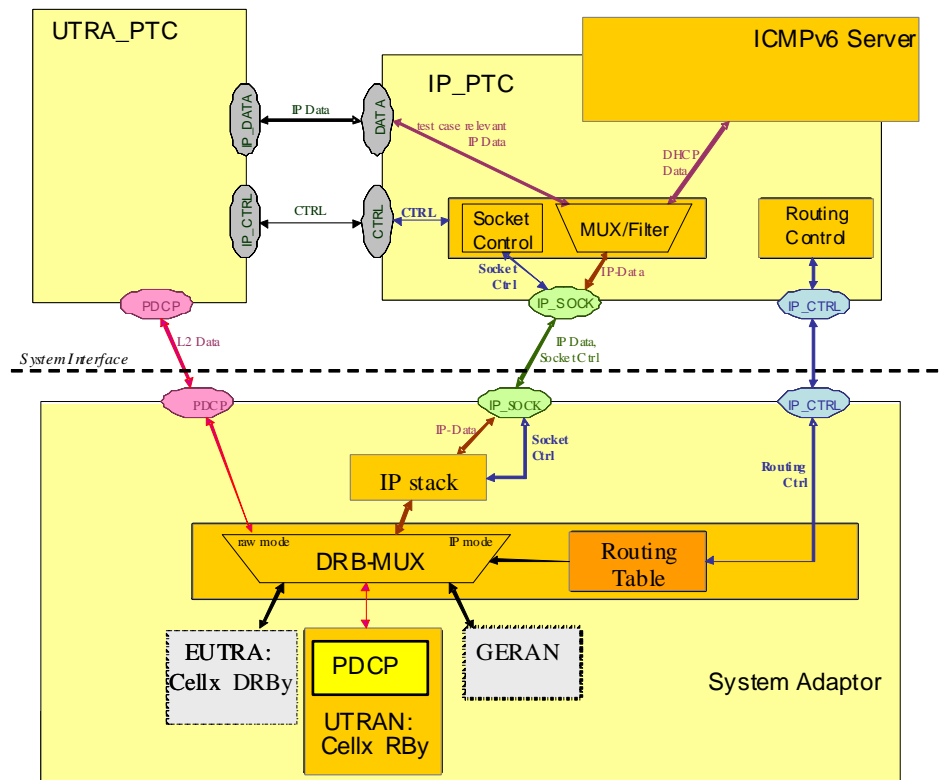 UTRA_PTC
ICMPv6 Server
IP_PTC
IP_DATA
IP Data
DATA
test case relevant
IP Data
DHCP
Data
IP_CTRL
CTRL
CTRL
CTRL
Socket
Control
MUX/Filter
Routing
Control
Socket
Ctrl
IP-Data
PDCP
IP_SOCK
IP_CTRL
L2 Data
IP Data,
Socket Ctrl
System Interface
PDCP
IP_SOCK
IP_CTRL
IP-Data
Socket
Ctrl
IP stack
Routing
Ctrl
raw mode
IP mode
DRB-MUX
Routing
Table
EUTRA:
Cellx DRBy
PDCP
UTRAN:
Cellx RBy
GERAN
System Adaptor